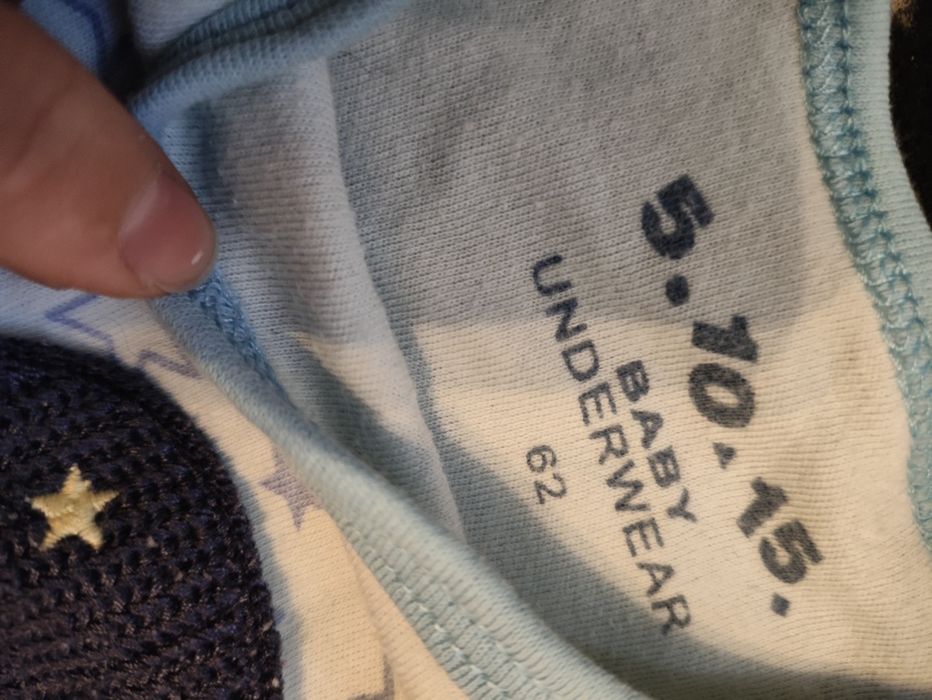 5.10.15.
BABY
UNDERWEAR
62